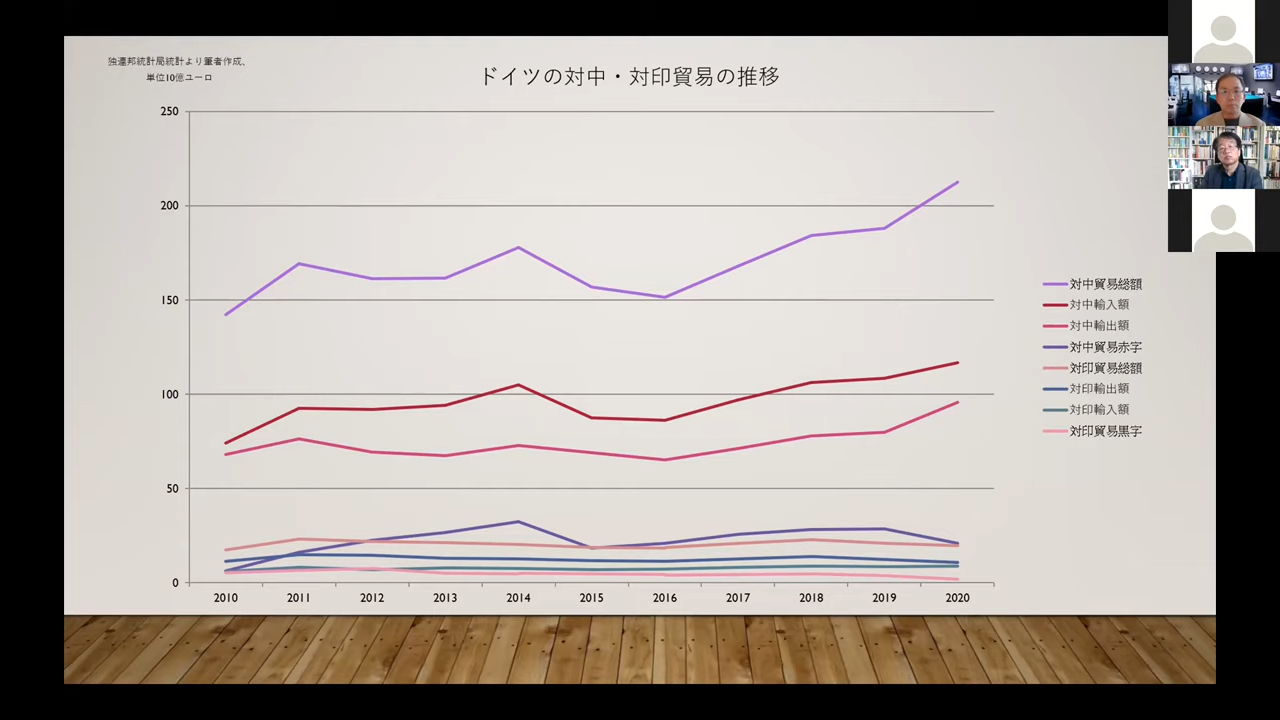 独連邦統計局統計より筆者作成、
単位10億ユーロ
ドイツの対中・対印貿易の推移
250
200
150
100
50
0
2010 2011 2012 2013 2014 2015 2016 2017 2018 2019 2020
対中貿易総額
対中輸入額
対中輸出額
対中貿易赤字
対印貿易総額
対印輸出額
対印輸入額
対印貿易黒字